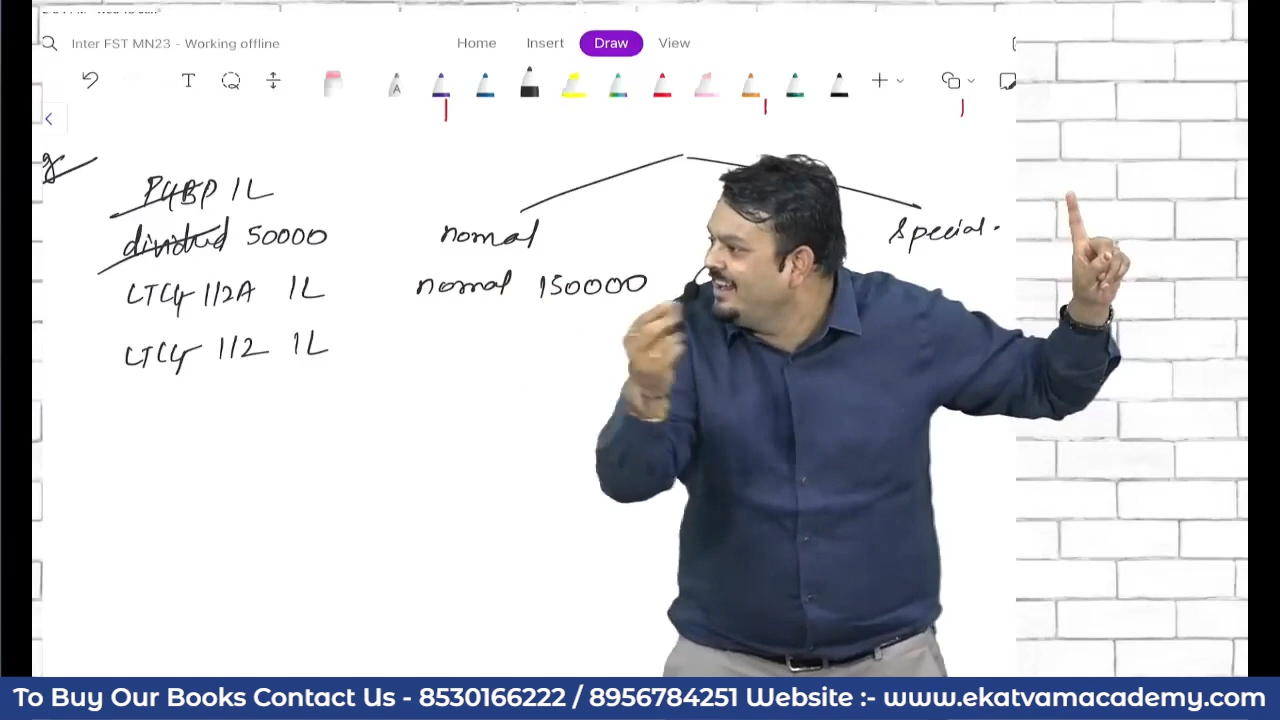 Inter FST MN23 - Working offline
Home Insert Draw View
PGBP 1L
dividend 50000
LTCG 112A 1L
LTCG 112 1L
normal
special.
normal 150000
To Buy Our Books Contact Us - 8530166222 / 8956784251 Website :- www.ekatvamacademy.com